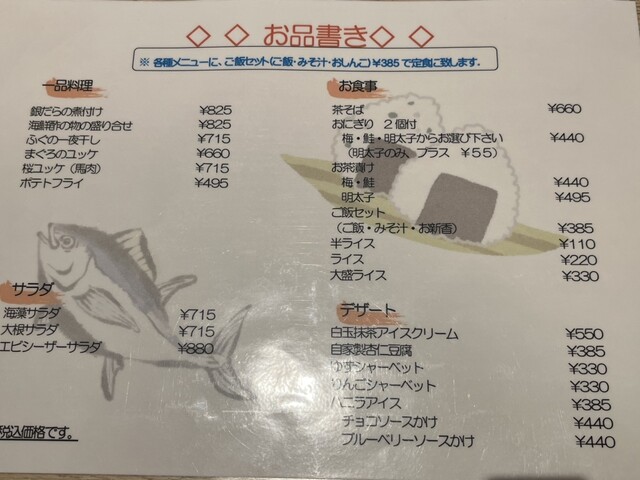 ◇ ◇ お品書き◇ ◇
※ 各種メニューに、ご飯セット(ご飯・みそ汁・おしんこ)¥385 で定食に致します。
一品料理
銀だらの煮付け ¥825
海鮮酢の物の盛り合せ ¥825
ふぐの一夜干し ¥715
まぐろのユッケ ¥660
桜ユッケ（馬肉） ¥715
ポテトフライ ¥495
サラダ
海藻サラダ ¥715
大根サラダ ¥715
エビシーザーサラダ ¥880
税込価格です。
お食事
茶そば ¥660
おにぎり 2個付
梅・鮭・明太子からお選び下さい ¥440
（明太子のみ、プラス ¥55）
お茶漬け
梅・鮭 ¥440
明太子 ¥495
ご飯セット
（ご飯・みそ汁・お新香） ¥385
半ライス ¥110
ライス ¥220
大盛ライス ¥330
デザート
白玉抹茶アイスクリーム ¥550
自家製杏仁豆腐 ¥385
ゆずシャーベット ¥330
りんごシャーベット ¥330
バニラアイス ¥385
チョコソースかけ ¥440
ブルーベリーソースかけ ¥440